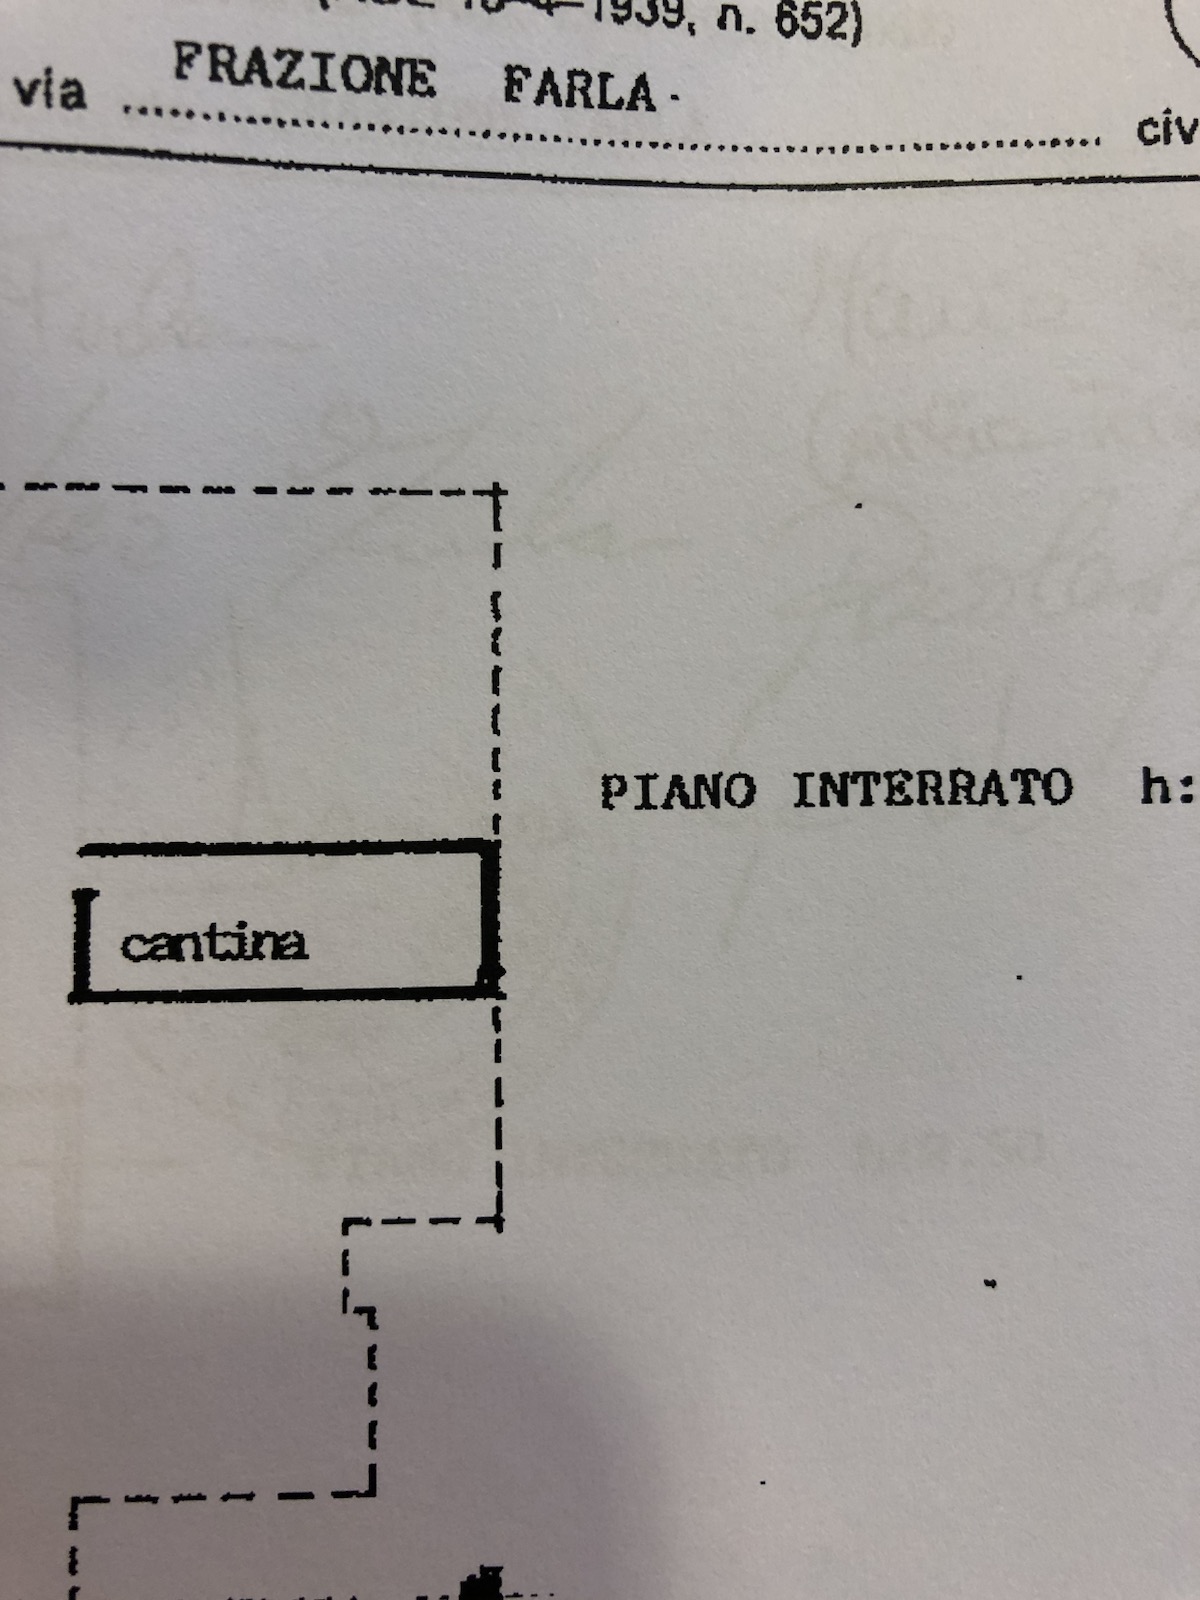 1939, n. 652)
via FRAZIONE FARLA. civ
PIANO INTERRATO h:
cantina